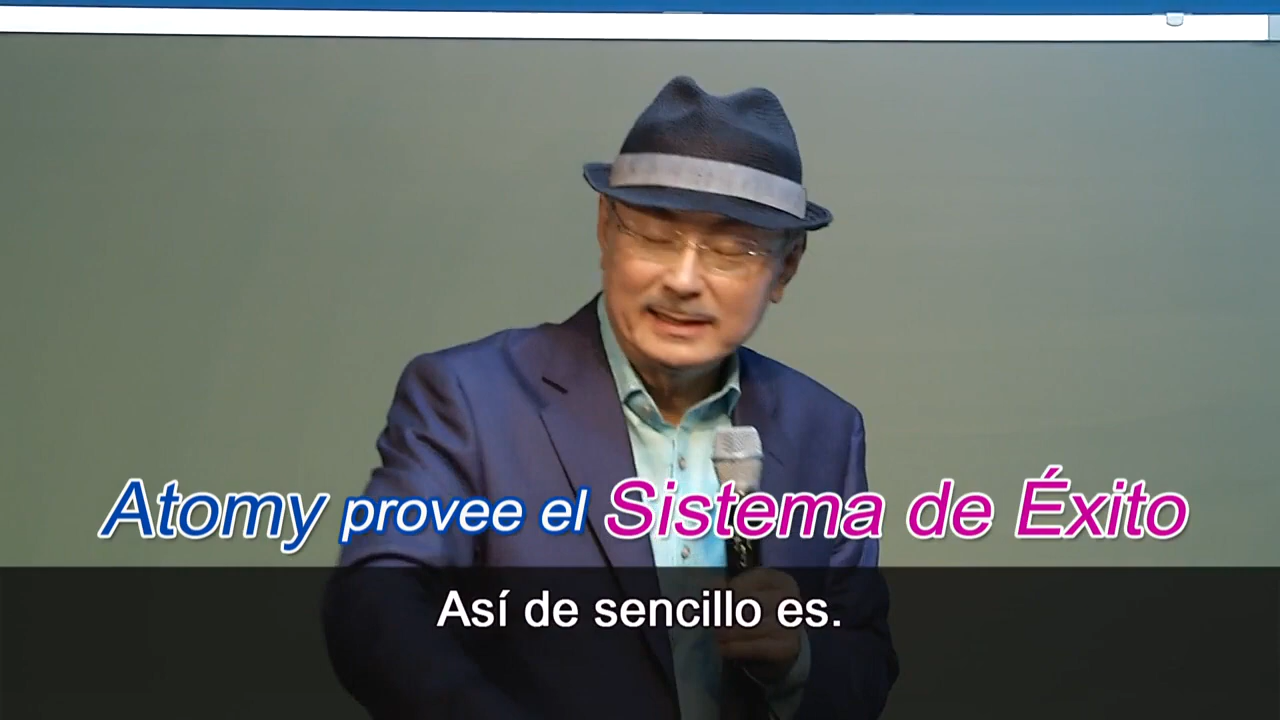 Atomy provee el Sistema de Éxito
Así de sencillo es.